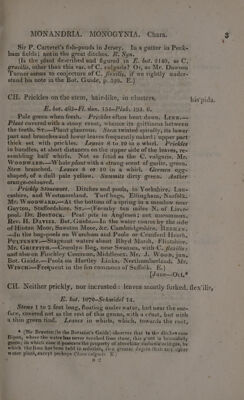 MONANDRIA. MONOGYNIA. Chara. 3
Sir P. Carteret's fish-ponds in Jersey. In a gutter in Peck-
ham fields; not in the great ditches. R. Syn.
(Is the plant described and figured in E. bot. 2140, as C.
gracilis, other than this var. of C. vulgaris? Or, as Mr. Dawson
Turner seems to conjecture of C. flexilis, if we rightly under-
stand his note in the Bot. Guide, p. 349. E.)
CH. Prickles on the stem, hair-like, in clusters. his'pida.
E. bot. 463-Fl. dan. 154-Pluk. 193. 6.
Pale green when fresh. Prickles often bent down. LEERS.—
Plant covered with a stony crust, whence its grittiness between
the teeth. ST.—Plant glaucous. Stem twisted spirally, its lower
part and branches and lower leaves frequently naked; upper part
thick set with prickles. Leaves 8 to 10 in a whorl. Prickles
in bundles, at short distances on the upper side of the leaves, re-
sembling half whirls. Not so fetid as the C. vulgaris. Mr.
WOODWARD.—Whole plant with a strong scent of garlic, green.
Stem branched. Leaves 8 or 10 in a whirl. Germen egg-
shaped, of a dull pale yellow. Summits dirty green. Anther
orange-coloured.
Prickly Stonewort. Ditches and pools, in Yorkshire, Lan-
cashire, and Westmoreland. Turf bogs, Ellingham, Norfolk.
Mr. WOODWARD.—At the bottom of a spring in a meadow near
Gayton, Staffordshire. ST.—Fearnby ten miles N. of Liver-
pool. Dr. BOSTOCK. Peat pits in Anglesea; not uncommon.
Rev. H. DAVIES. Bot. Guide.—In the water course by the side
of Hinton Moor, Sawston Moor, &c. Cambridgeshire. RELHAN.
—In the bog-pools on Wareham and Poole or Canford Heath.
PULTENEY.—Stagnant waters about Rhyd Marsh, Flintshire.
Mr. GRIFFITH.—Cromlyn Bog, near Swansea, with C. flexilis;
and also on Finchley Common, Middlesex. Mr. J. WOODS, jun.
Bot. Guide.—Pools on Hartley Links, Northumberland. Mr.
WINCH.—Frequent in the fen commons of Suffolk. E.)
[June—Oct.*
CH. Neither prickly, nor incrusted: leaves mostly forked. flex'ilis,
E. bot. 1070-Schmidel 14.
Stems 1 to 2 feet long, floating under water, but near the sur-
face, covered not as the rest of this genus, with a crust, but with
a thin green film. Leaves in whirls, which, towards the root,
* (Mr Brunton (in the Botanist's Guide) observes that in the ditches near
Ripon, where the water has never receded from these, this plant is invariably
green; in which case it possesses the property of absorbing carburetted gas, in
which the fens has been held to infection, in a greater degree than any other
water plant, except perhaps Chara vulgaris. E.)
B 2